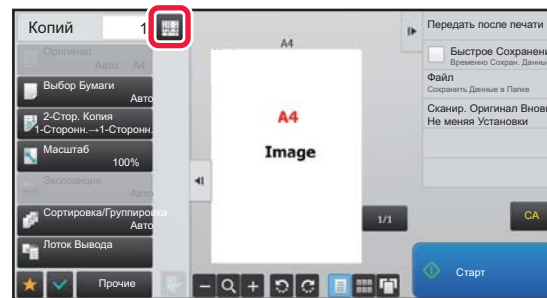 Копий 1
Оригинал
Авто A4
Выбор Бумаги
Авто
2-Стор. Копия
1-Сторонн.→1-Сторонн.
Масштаб
100%
Экспозиция
Авто
Сортировка/Группировка
Авто
Лоток Вывода
Прочие
A4
A4
Image
1/1
Передать после печати
Быстрое Сохранени
Временно Сохран. Данные
Файл
Сохранить Данные в Папке
Сканир. Оригинал Вновь
Не меняя Установки
CA
Старт